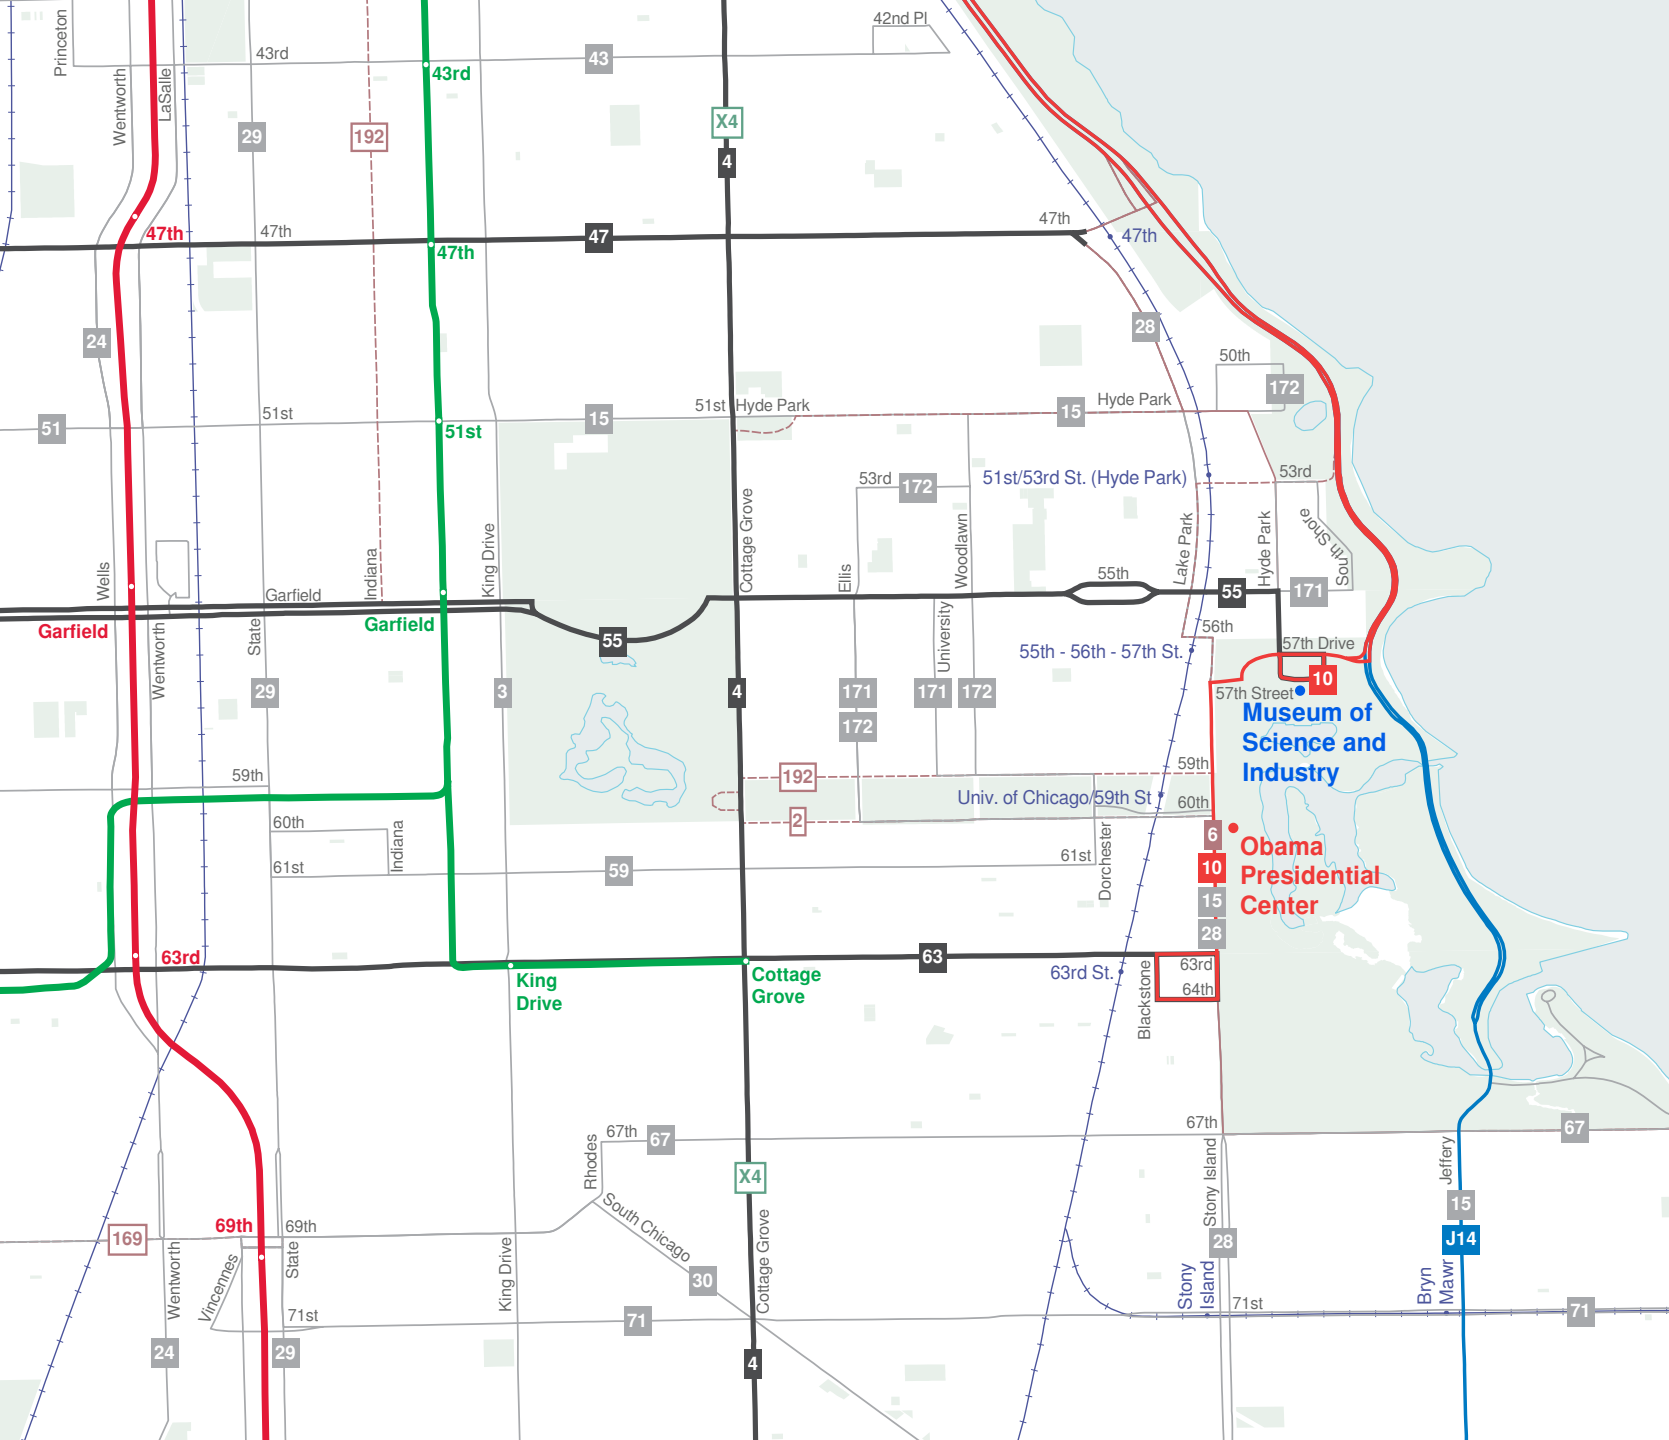 42nd Pl
Princeton
Wentworth
LaSalle
43rd
43
43rd
29
192
X4
4
47th
47th
47
47th
47th
47th
24
28
50th
172
51
51st
15
51st
51st
Hyde Park
15
Hyde Park
53rd
172
51st/53rd St. (Hyde Park)
53rd
South Shore
Cottage Grove
King Drive
Woodlawn
Lake Park
Hyde Park
Wells
Indiana
Ellis
55th
55
171
Garfield
Garfield
Garfield
55
Wentworth
State
University
56th
55th - 56th - 57th St.
57th Drive
10
57th Street
29
3
4
171
171
172
172
Museum of
Science and
Industry
59th
192
59th
Univ. of Chicago/59th St
60th
60th
2
Indiana
61st
59
61st
Dorchester
6
10
15
28
Obama
Presidential
Center
63rd
63
63rd St.
63rd
64th
Blackstone
King
Drive
Cottage
Grove
67th
67
67th
67
Rhodes
South Chicago
X4
Stony Island
Jeffery
15
J14
169
69th
69th
Wentworth
Vincennes
State
King Drive
Cottage Grove
30
28
Stony
Island
71st
Bryn
Mawr
71
71st
71
24
29
4